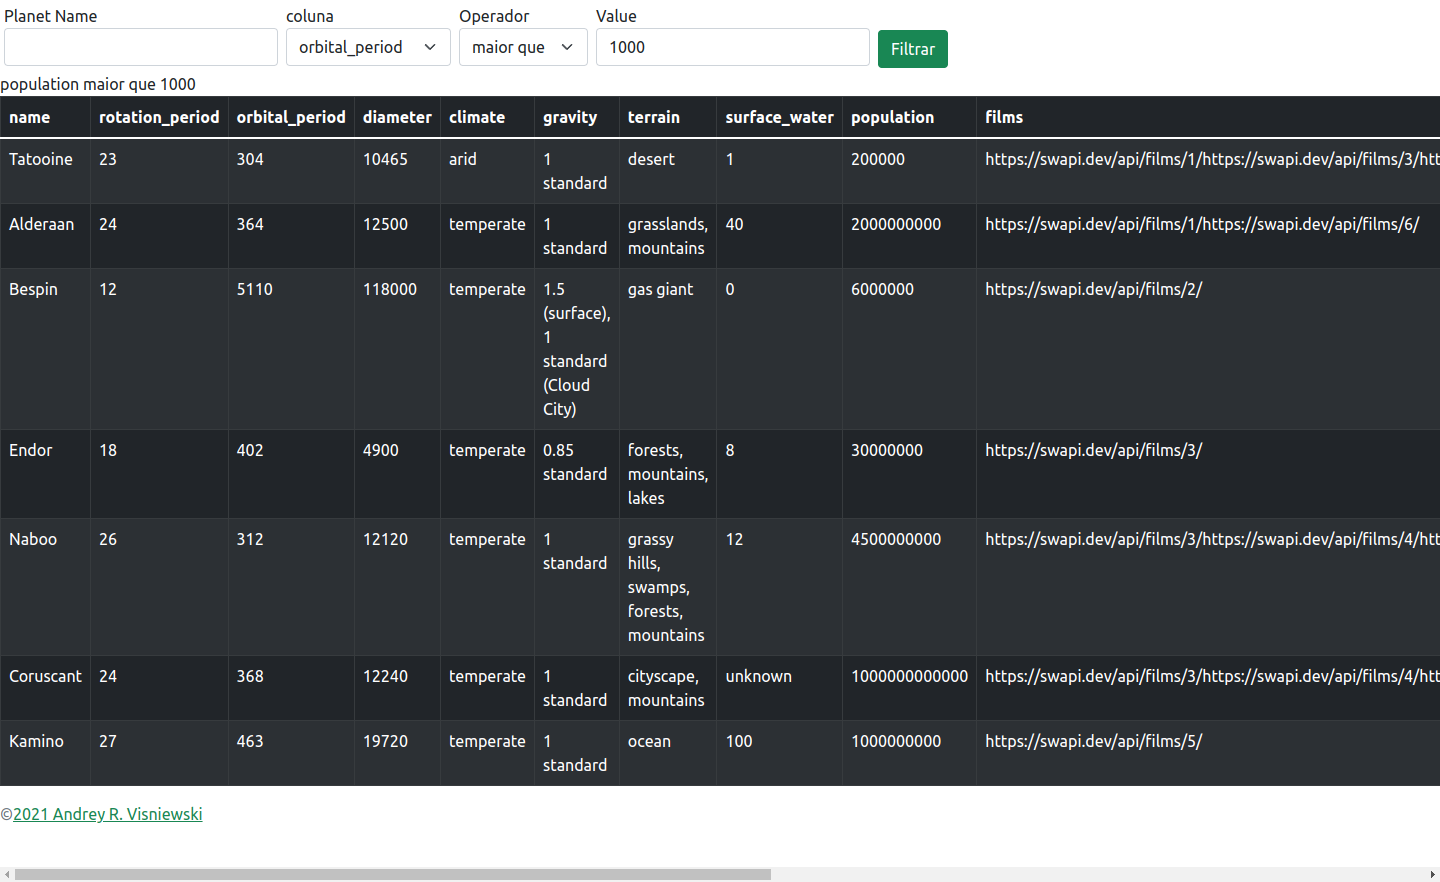 Planet Name coluna Operador Value
orbital_period maior que 1000 Filtrar
population maior que 1000
name rotation_period orbital_period diameter climate gravity terrain surface_water population films
Tatooine 23 304 10465 arid 1 desert 1 200000 https://swapi.dev/api/films/1/https://swapi.dev/api/films/3/htt
standard
Alderaan 24 364 12500 temperate 1 grasslands, 40 2000000000 https://swapi.dev/api/films/1/https://swapi.dev/api/films/6/
standard mountains
Bespin 12 5110 118000 temperate 1.5 gas giant 0 6000000 https://swapi.dev/api/films/2/
(surface),
1
standard
(Cloud
City)
Endor 18 402 4900 temperate 0.85 forests, 8 30000000 https://swapi.dev/api/films/3/
standard mountains,
lakes
Naboo 26 312 12120 temperate 1 grassy 12 4500000000 https://swapi.dev/api/films/3/https://swapi.dev/api/films/4/htt
standard hills,
swamps,
forests,
mountains
Coruscant 24 368 12240 temperate 1 cityscape, unknown 1000000000000 https://swapi.dev/api/films/3/https://swapi.dev/api/films/4/htt
standard mountains
Kamino 27 463 19720 temperate 1 ocean 100 1000000000 https://swapi.dev/api/films/5/
standard
©2021 Andrey R. Visniewski